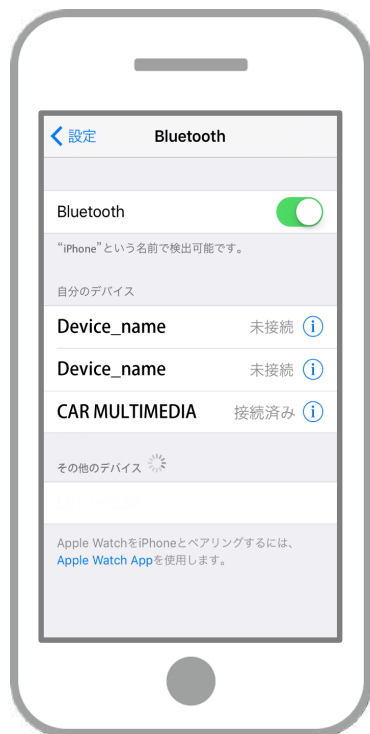 設定 Bluetooth
Bluetooth
“iPhone”という名前で検出可能です。
自分のデバイス
Device_name 未接続
Device_name 未接続
CAR MULTIMEDIA 接続済み
その他のデバイス
Apple WatchをiPhoneとペアリングするには、
Apple Watch Appを使用します。